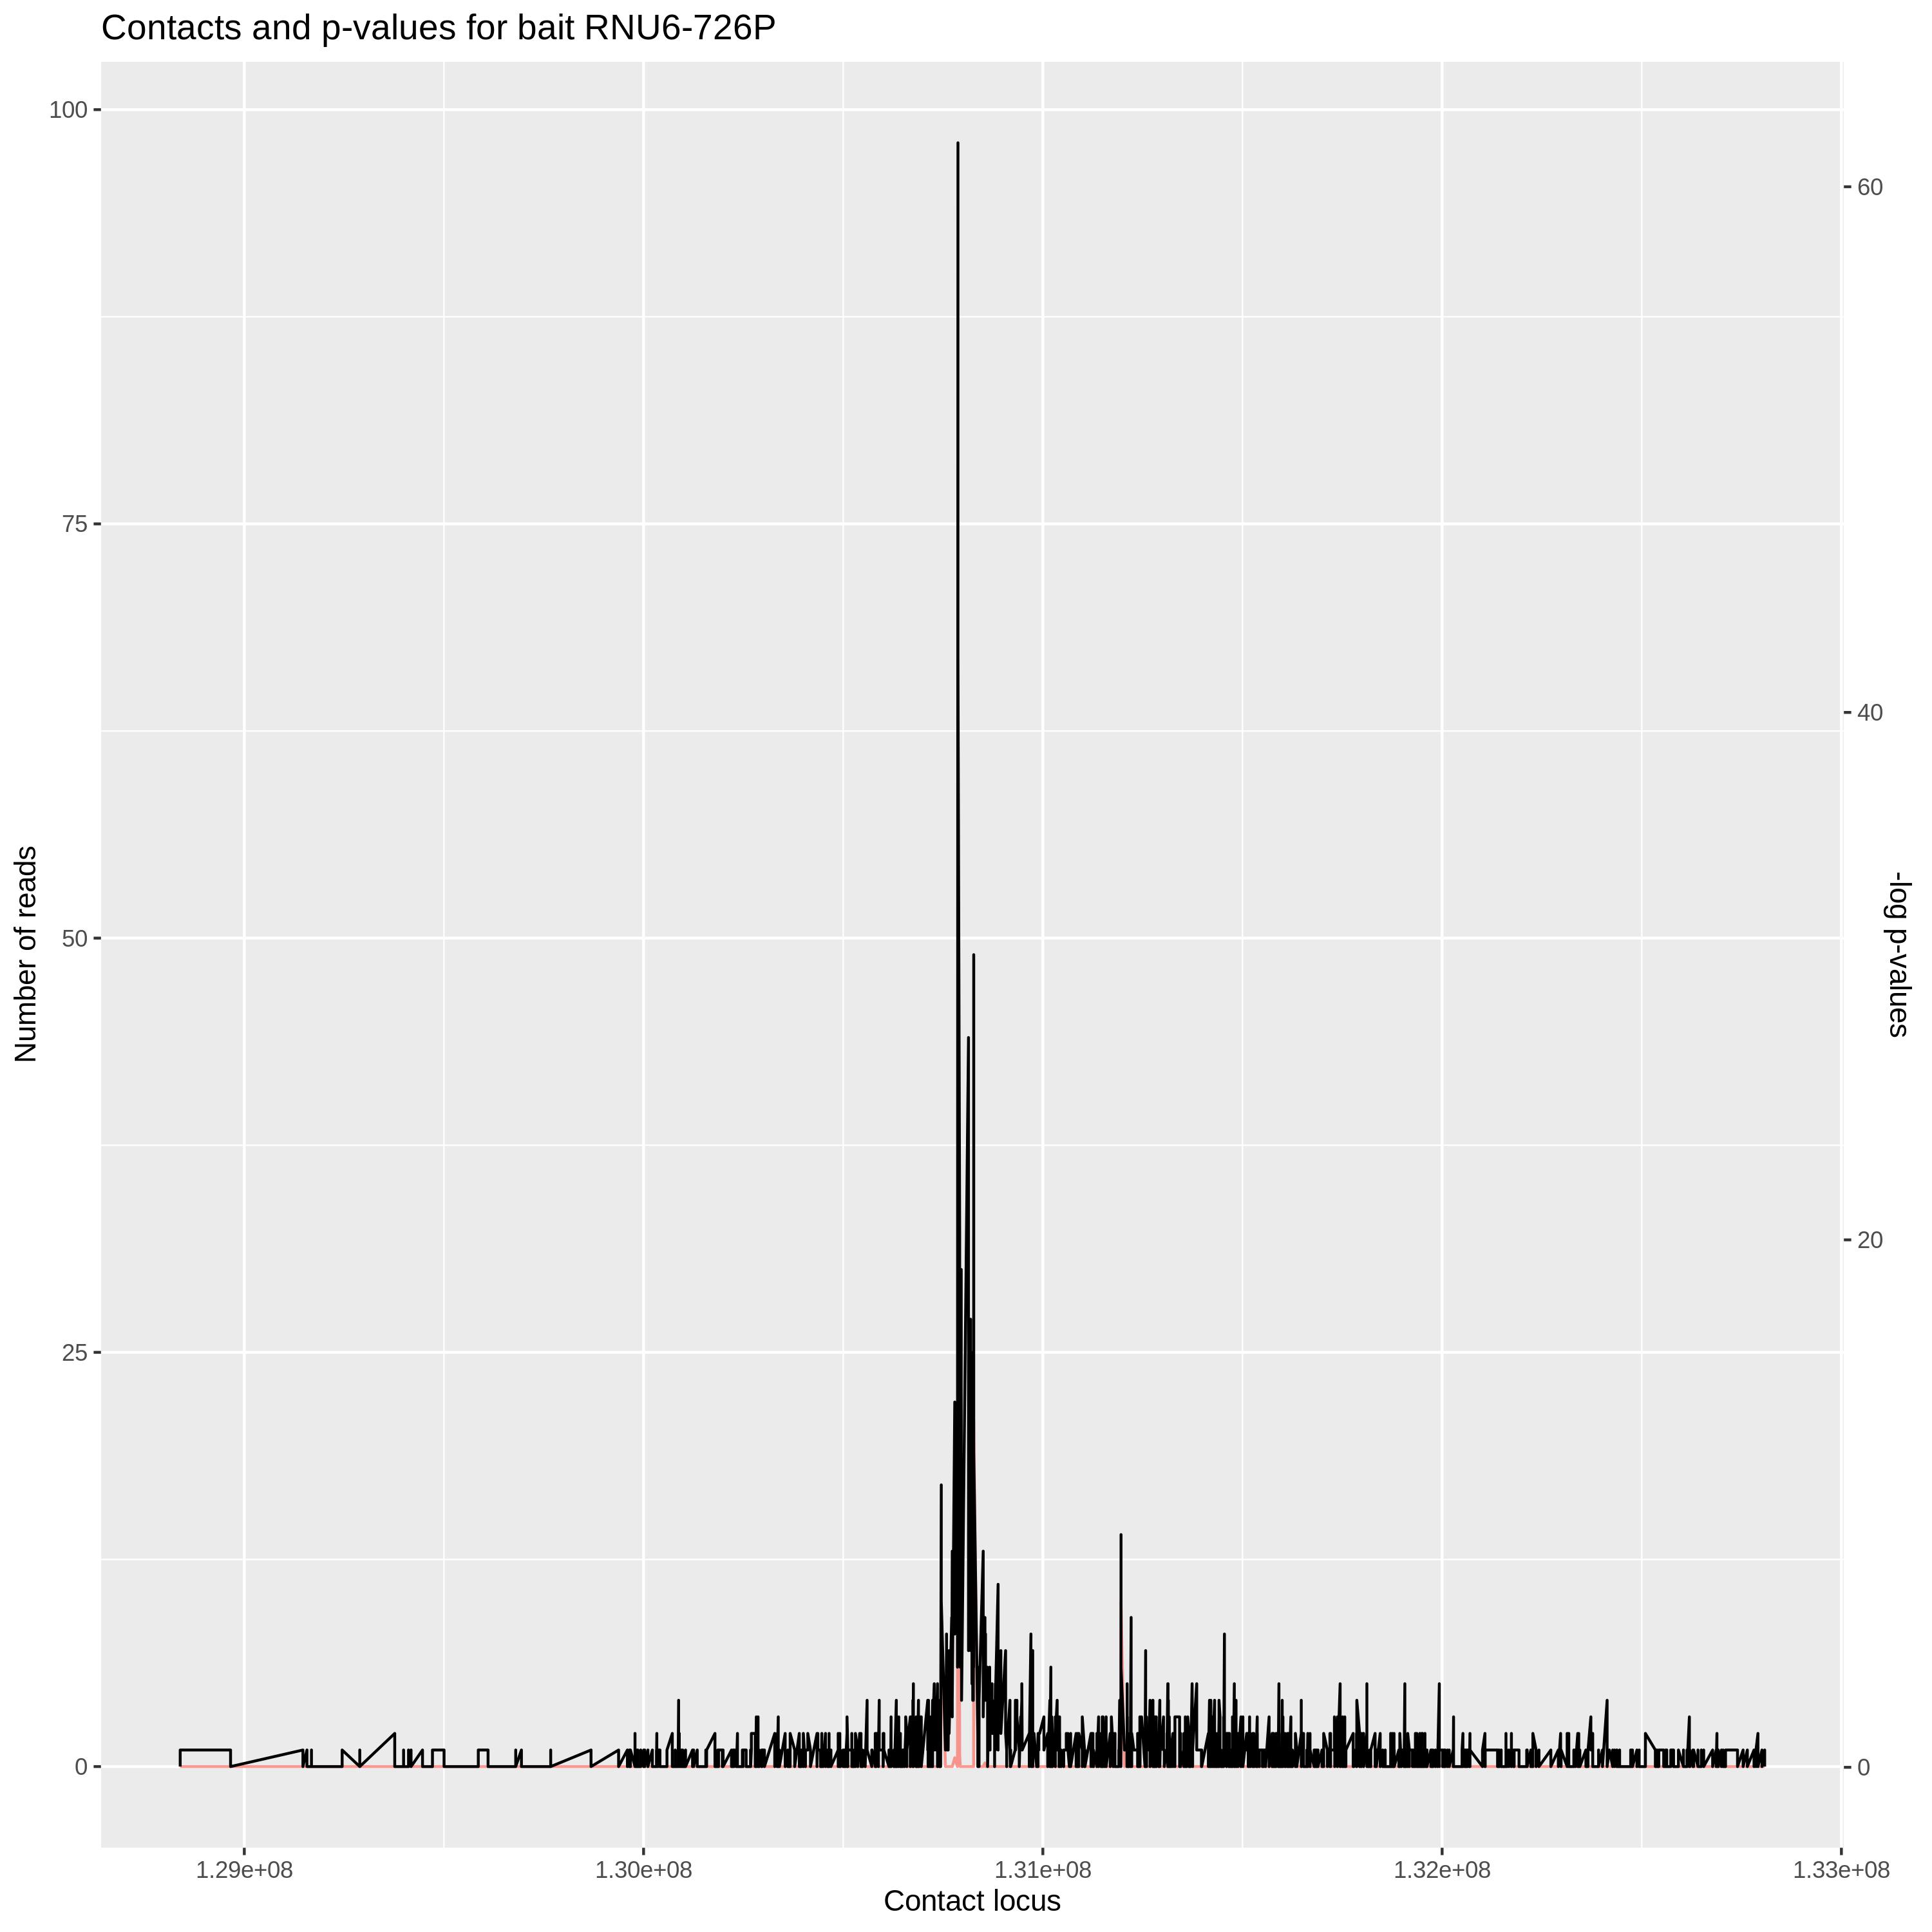 Contacts and p-values for bait RNU6-726P
100
75
50
25
0
60
40
20
0
Number of reads
-log p-values
1.29e+08
1.30e+08
1.31e+08
1.32e+08
1.33e+08
Contact locus